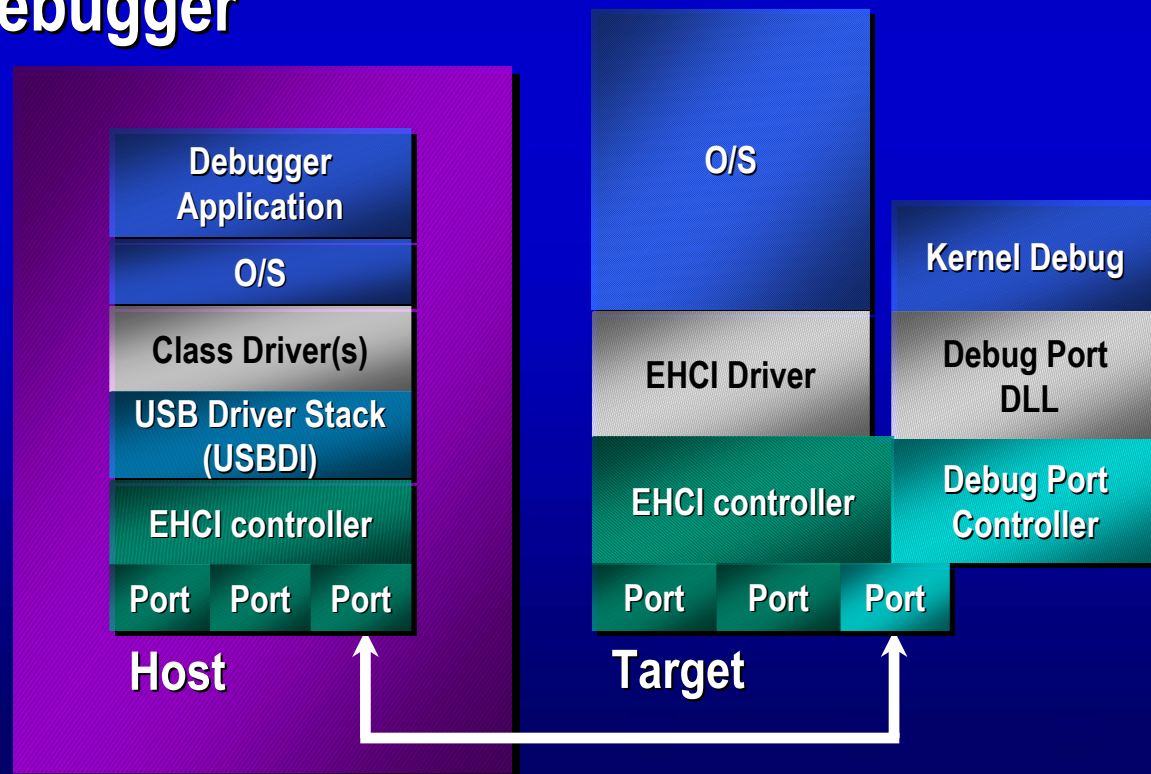 ebugger
Debugger
Application
O/S
Class Driver(s)
USB Driver Stack
(USBDI)
EHCI controller
Port Port Port
Host
O/S
EHCI Driver
EHCI controller
Port Port Port
Target
Kernel Debug
Debug Port
DLL
Debug Port
Controller